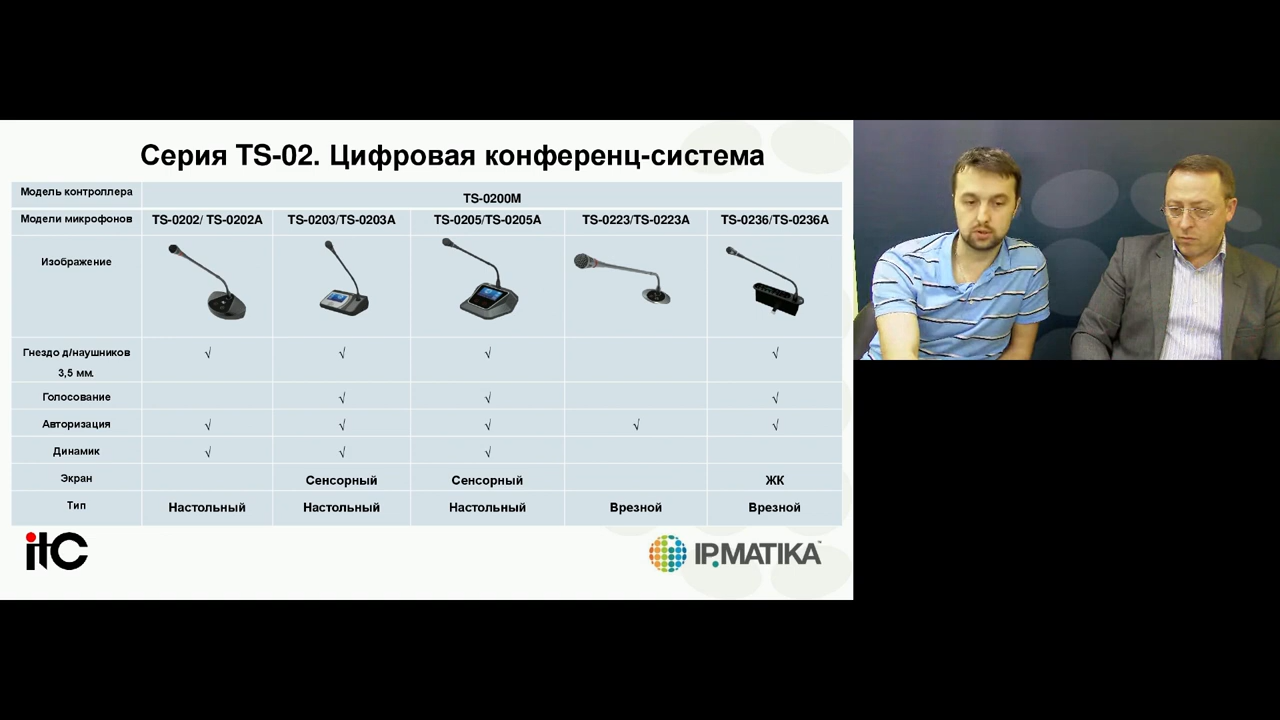 Серия TS-02. Цифровая конференц-система
Модель контроллера TS-0200M
Модели микрофонов TS-0202/ TS-0202A TS-0203/TS-0203A TS-0205/TS-0205A TS-0223/TS-0223A TS-0236/TS-0236A
Изображение
Гнездо д/наушников √ √ √ √
3,5 мм.
Голосование √ √ √
Авторизация √ √ √ √ √
Динамик √ √ √
Экран Сенсорный Сенсорный ЖК
Тип Настольный Настольный Настольный Врезной Врезной
itC IP.MATIKA™